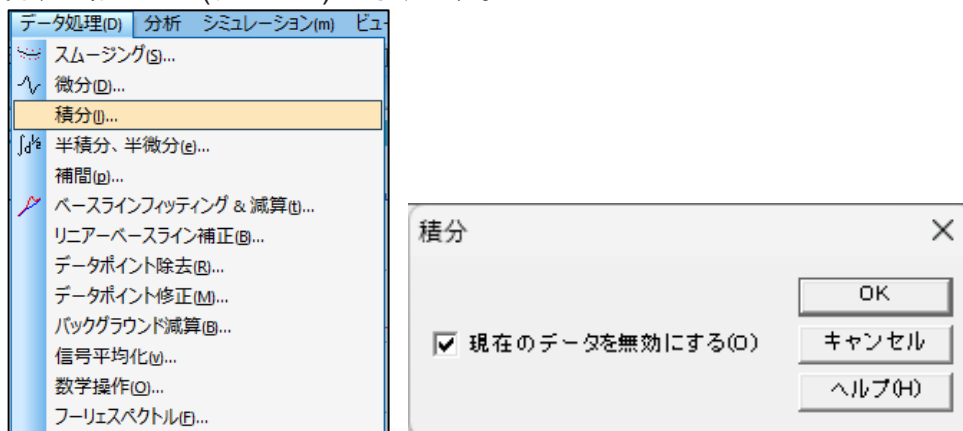 データ処理(D) 分析 シミュレーション(m) ビュー
スムージング(S)...
微分(D)...
積分(I)...
半積分、半微分(e)...
補間(p)...
ベースラインフィッティング & 減算(t)...
リニアーベースライン補正(B)...
データポイント除去(R)...
データポイント修正(M)...
バックグラウンド減算(B)...
信号平均化(v)...
数学操作(O)...
フーリェスペクトル(F)...
積分
現在のデータを無効にする(O)
OK
キャンセル
ヘルプ(H)